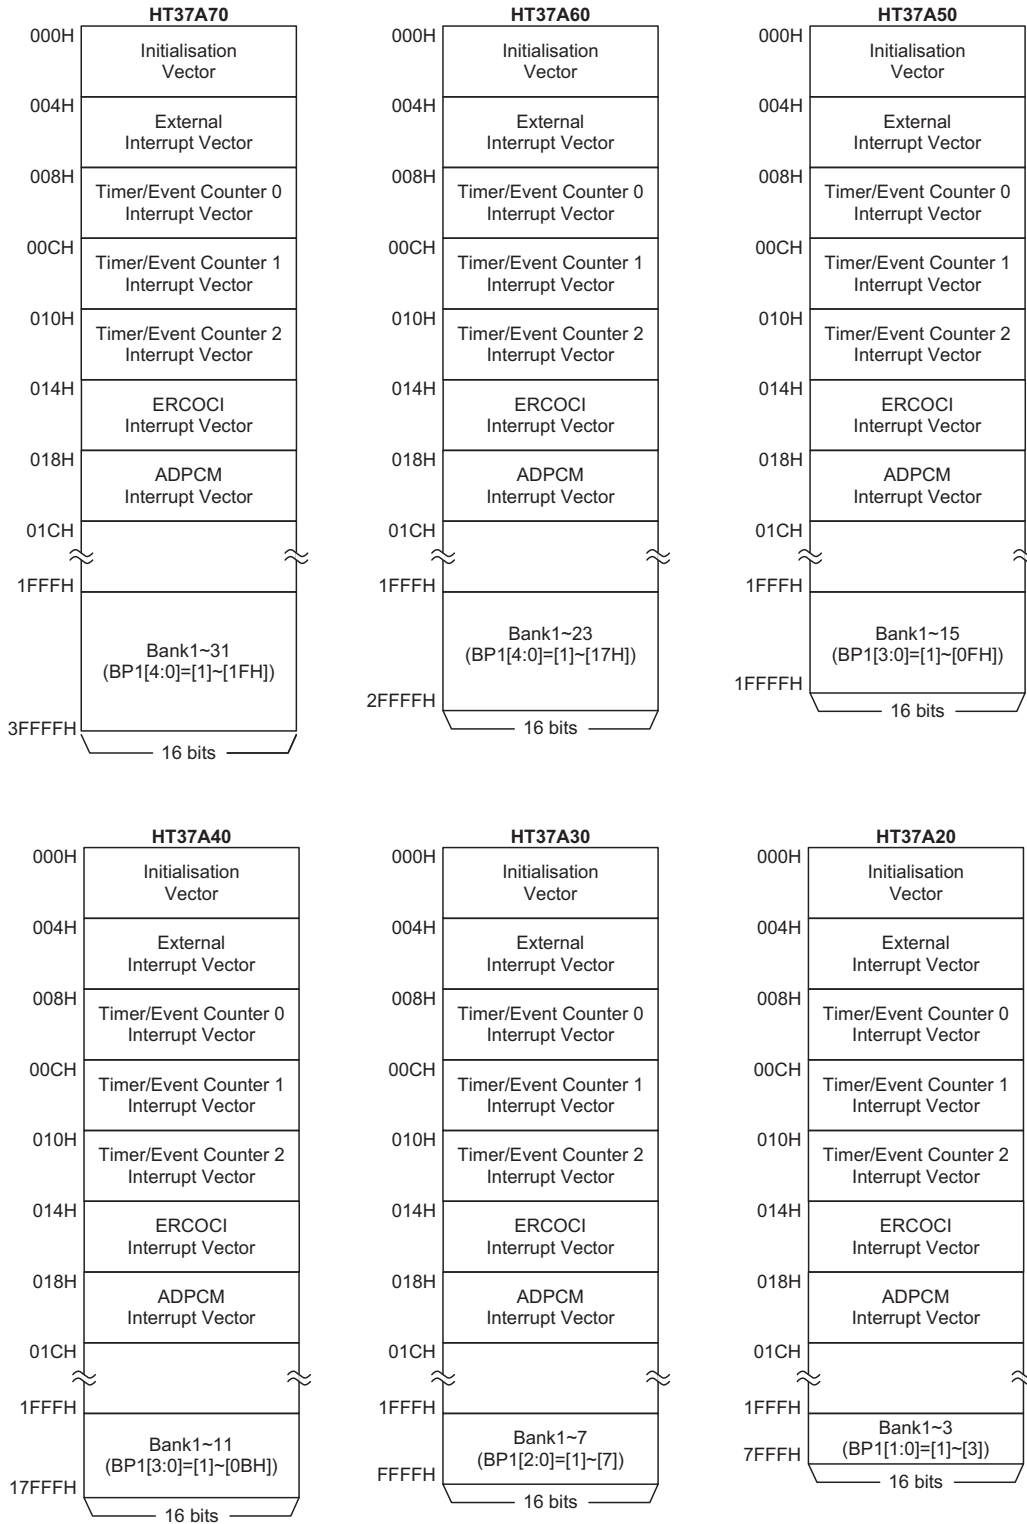 HT37A70
000H
Initialisation
Vector
004H
External
Interrupt Vector
008H
Timer/Event Counter 0
Interrupt Vector
00CH
Timer/Event Counter 1
Interrupt Vector
010H
Timer/Event Counter 2
Interrupt Vector
014H
ERCOCI
Interrupt Vector
018H
ADPCM
Interrupt Vector
01CH
1FFFH
Bank1~31
(BP1[4:0]=[1]~[1FH])
3FFFFH
16 bits
HT37A60
000H
Initialisation
Vector
004H
External
Interrupt Vector
008H
Timer/Event Counter 0
Interrupt Vector
00CH
Timer/Event Counter 1
Interrupt Vector
010H
Timer/Event Counter 2
Interrupt Vector
014H
ERCOCI
Interrupt Vector
018H
ADPCM
Interrupt Vector
01CH
1FFFH
Bank1~23
(BP1[4:0]=[1]~[17H])
2FFFFH
16 bits
HT37A50
000H
Initialisation
Vector
004H
External
Interrupt Vector
008H
Timer/Event Counter 0
Interrupt Vector
00CH
Timer/Event Counter 1
Interrupt Vector
010H
Timer/Event Counter 2
Interrupt Vector
014H
ERCOCI
Interrupt Vector
018H
ADPCM
Interrupt Vector
01CH
1FFFH
Bank1~15
(BP1[3:0]=[1]~[0FH])
1FFFFH
16 bits
HT37A40
000H
Initialisation
Vector
004H
External
Interrupt Vector
008H
Timer/Event Counter 0
Interrupt Vector
00CH
Timer/Event Counter 1
Interrupt Vector
010H
Timer/Event Counter 2
Interrupt Vector
014H
ERCOCI
Interrupt Vector
018H
ADPCM
Interrupt Vector
01CH
1FFFH
Bank1~11
(BP1[3:0]=[1]~[0BH])
17FFFH
16 bits
HT37A30
000H
Initialisation
Vector
004H
External
Interrupt Vector
008H
Timer/Event Counter 0
Interrupt Vector
00CH
Timer/Event Counter 1
Interrupt Vector
010H
Timer/Event Counter 2
Interrupt Vector
014H
ERCOCI
Interrupt Vector
018H
ADPCM
Interrupt Vector
01CH
1FFFH
Bank1~7
(BP1[2:0]=[1]~[7])
FFFFH
16 bits
HT37A20
000H
Initialisation
Vector
004H
External
Interrupt Vector
008H
Timer/Event Counter 0
Interrupt Vector
00CH
Timer/Event Counter 1
Interrupt Vector
010H
Timer/Event Counter 2
Interrupt Vector
014H
ERCOCI
Interrupt Vector
018H
ADPCM
Interrupt Vector
01CH
1FFFH
Bank1~3
(BP1[1:0]=[1]~[3])
7FFFH
16 bits